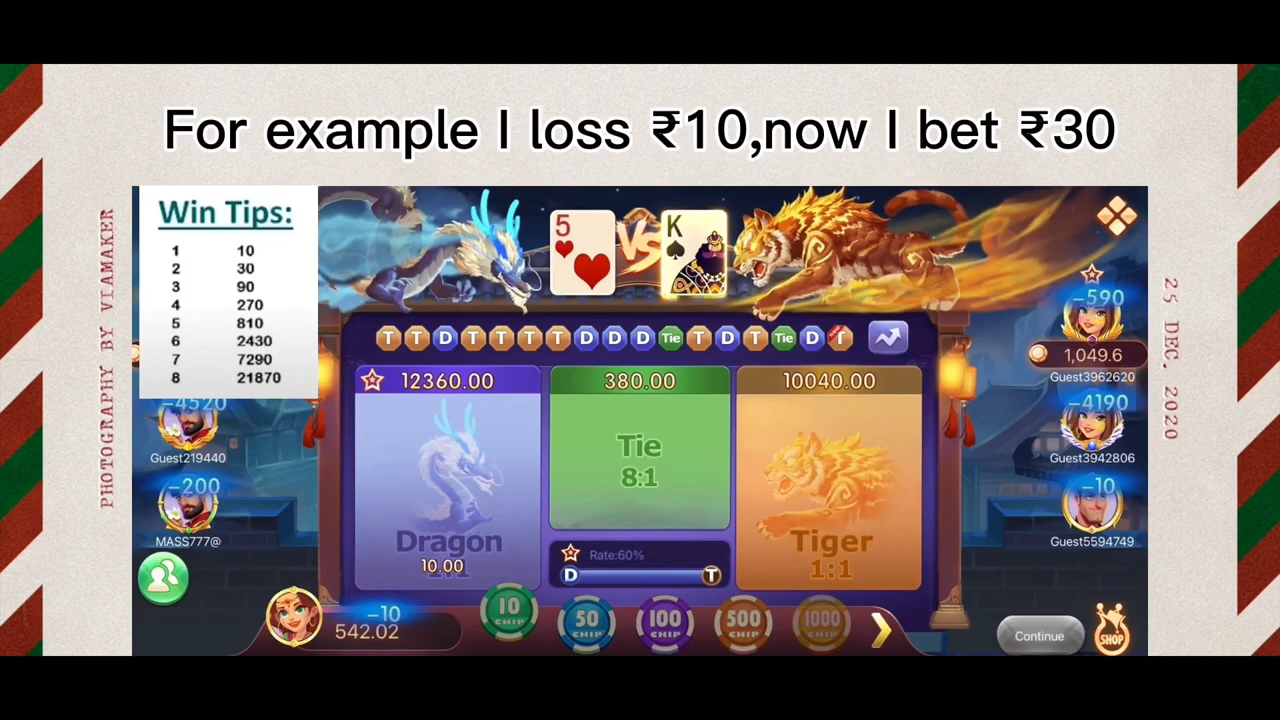 For example I loss ₹10,now I bet ₹30
Win Tips:
1 10
2 30
3 90
4 270
5 810
6 2430
7 7290
8 21870
5
VS
K
T T D T T T T D D D Tie T D T Tie D T
12360.00
380.00
10040.00
Tie
8:1
Dragon
10.00
Tiger
1:1
Rate:60%
D T
-4520
Guest219440
-200
MASS777@
-590
1,049.6
Guest3962620
-4190
Guest3942806
-10
Guest5594749
-10
542.02
10 CHIP
50 CHIP
100 CHIP
500 CHIP
1000 CHIP
Continue
SHOP
PHOTOGRAPHY BY VIAMAKER
25 DEC, 2020